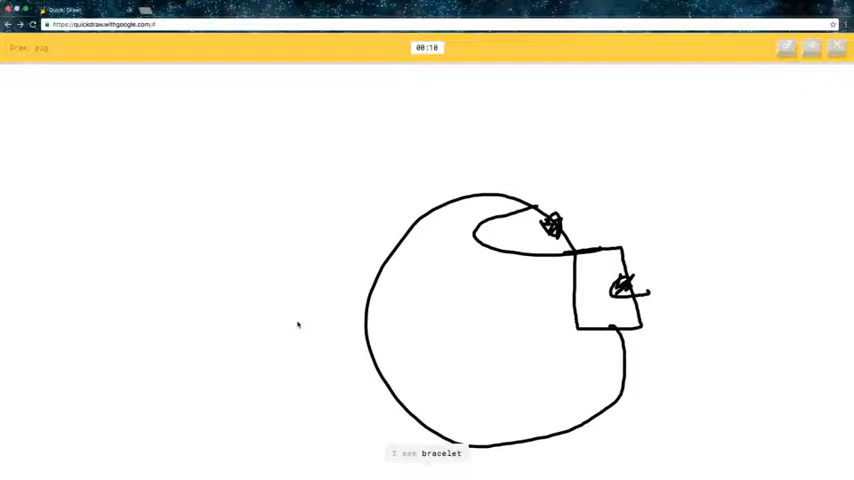 Quick, Draw!
https://quickdraw.withgoogle.com/#
Draw: pig
00:10
I see bracelet